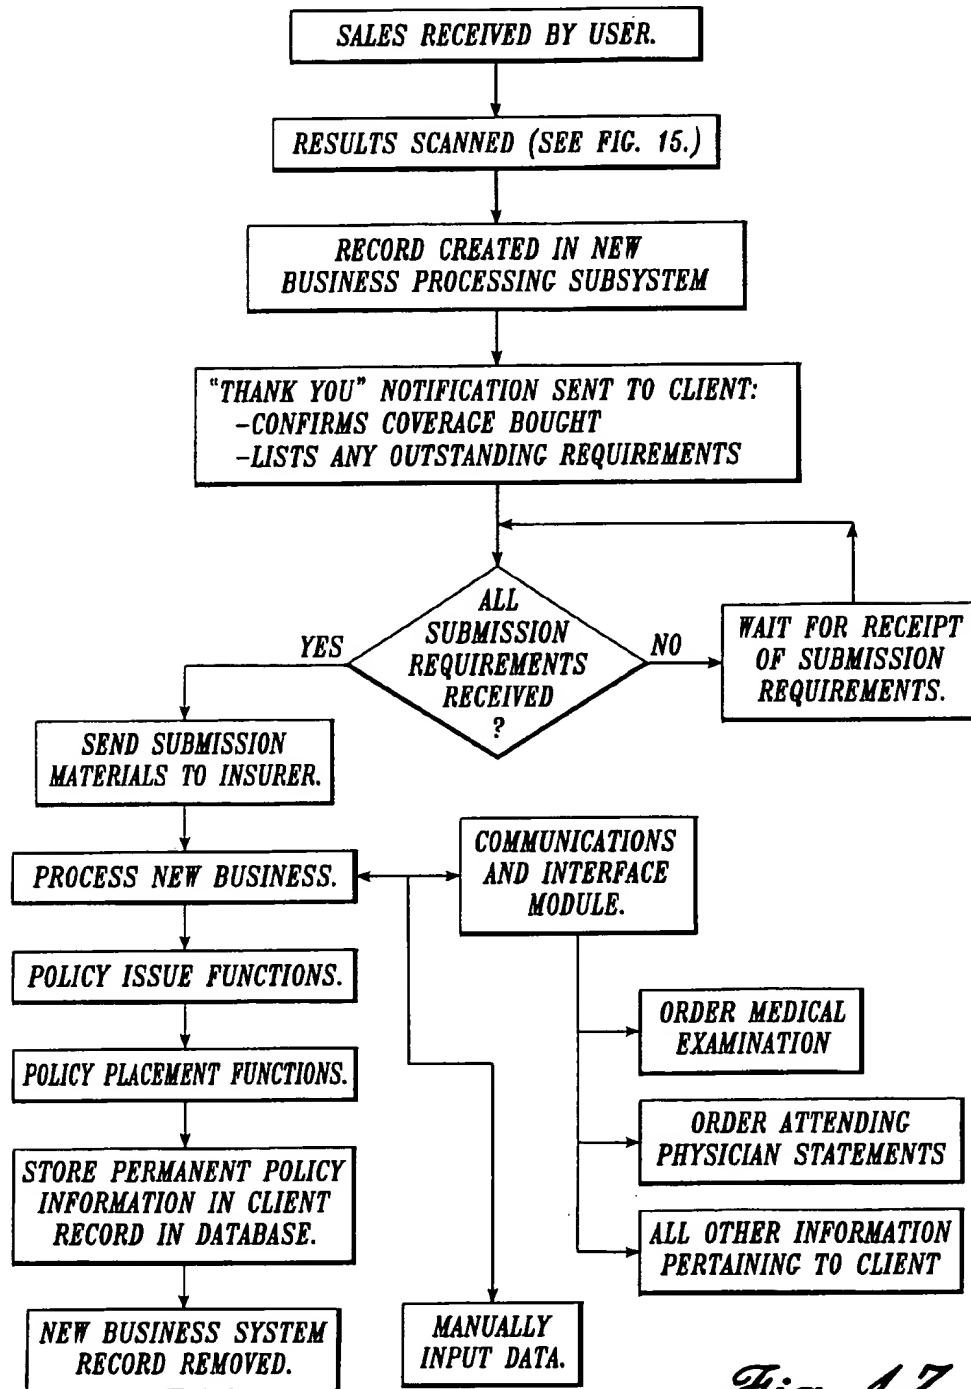 SALES RECEIVED BY USER.
RESULTS SCANNED (SEE FIG. 15.)
RECORD CREATED IN NEW
BUSINESS PROCESSING SUBSYSTEM
"THANK YOU" NOTIFICATION SENT TO CLIENT:
-CONFIRMS COVERAGE BOUGHT
-LISTS ANY OUTSTANDING REQUIREMENTS
ALL
SUBMISSION
REQUIREMENTS
RECEIVED
?
YES
NO
WAIT FOR RECEIPT
OF SUBMISSION
REQUIREMENTS.
SEND SUBMISSION
MATERIALS TO INSURER.
PROCESS NEW BUSINESS.
COMMUNICATIONS
AND INTERFACE
MODULE.
POLICY ISSUE FUNCTIONS.
ORDER MEDICAL
EXAMINATION
POLICY PLACEMENT FUNCTIONS.
ORDER ATTENDING
PHYSICIAN STATEMENTS
STORE PERMANENT POLICY
INFORMATION IN CLIENT
RECORD IN DATABASE.
ALL OTHER INFORMATION
PERTAINING TO CLIENT
NEW BUSINESS SYSTEM
RECORD REMOVED.
MANUALLY
INPUT DATA.
Fig. 17